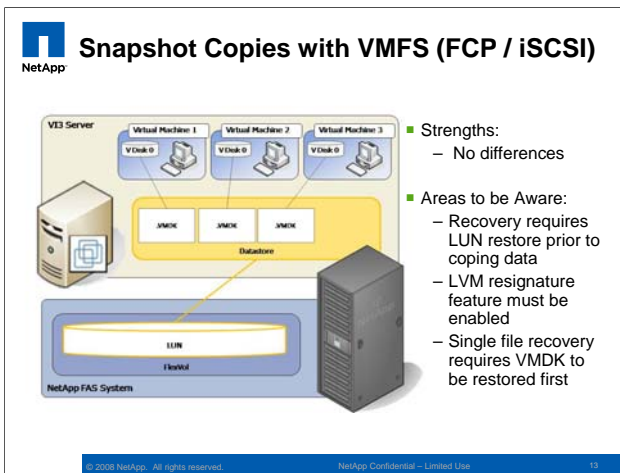 NetApp
Snapshot Copies with VMFS (FCP / iSCSI)
VI3 Server
Virtual Machine 1
Virtual Machine 2
Virtual Machine 3
VDisk 0
VDisk 0
VDisk 0
.VMDK
.VMDK
.VMDK
Datastore
NetApp
LUN
FlexVol
NetApp FAS System
Strengths:
– No differences
Areas to be Aware:
– Recovery requires
LUN restore prior to
coping data
– LVM resignature
feature must be
enabled
– Single file recovery
requires VMDK to
be restored first
© 2008 NetApp. All rights reserved.
NetApp Confidential – Limited Use
13